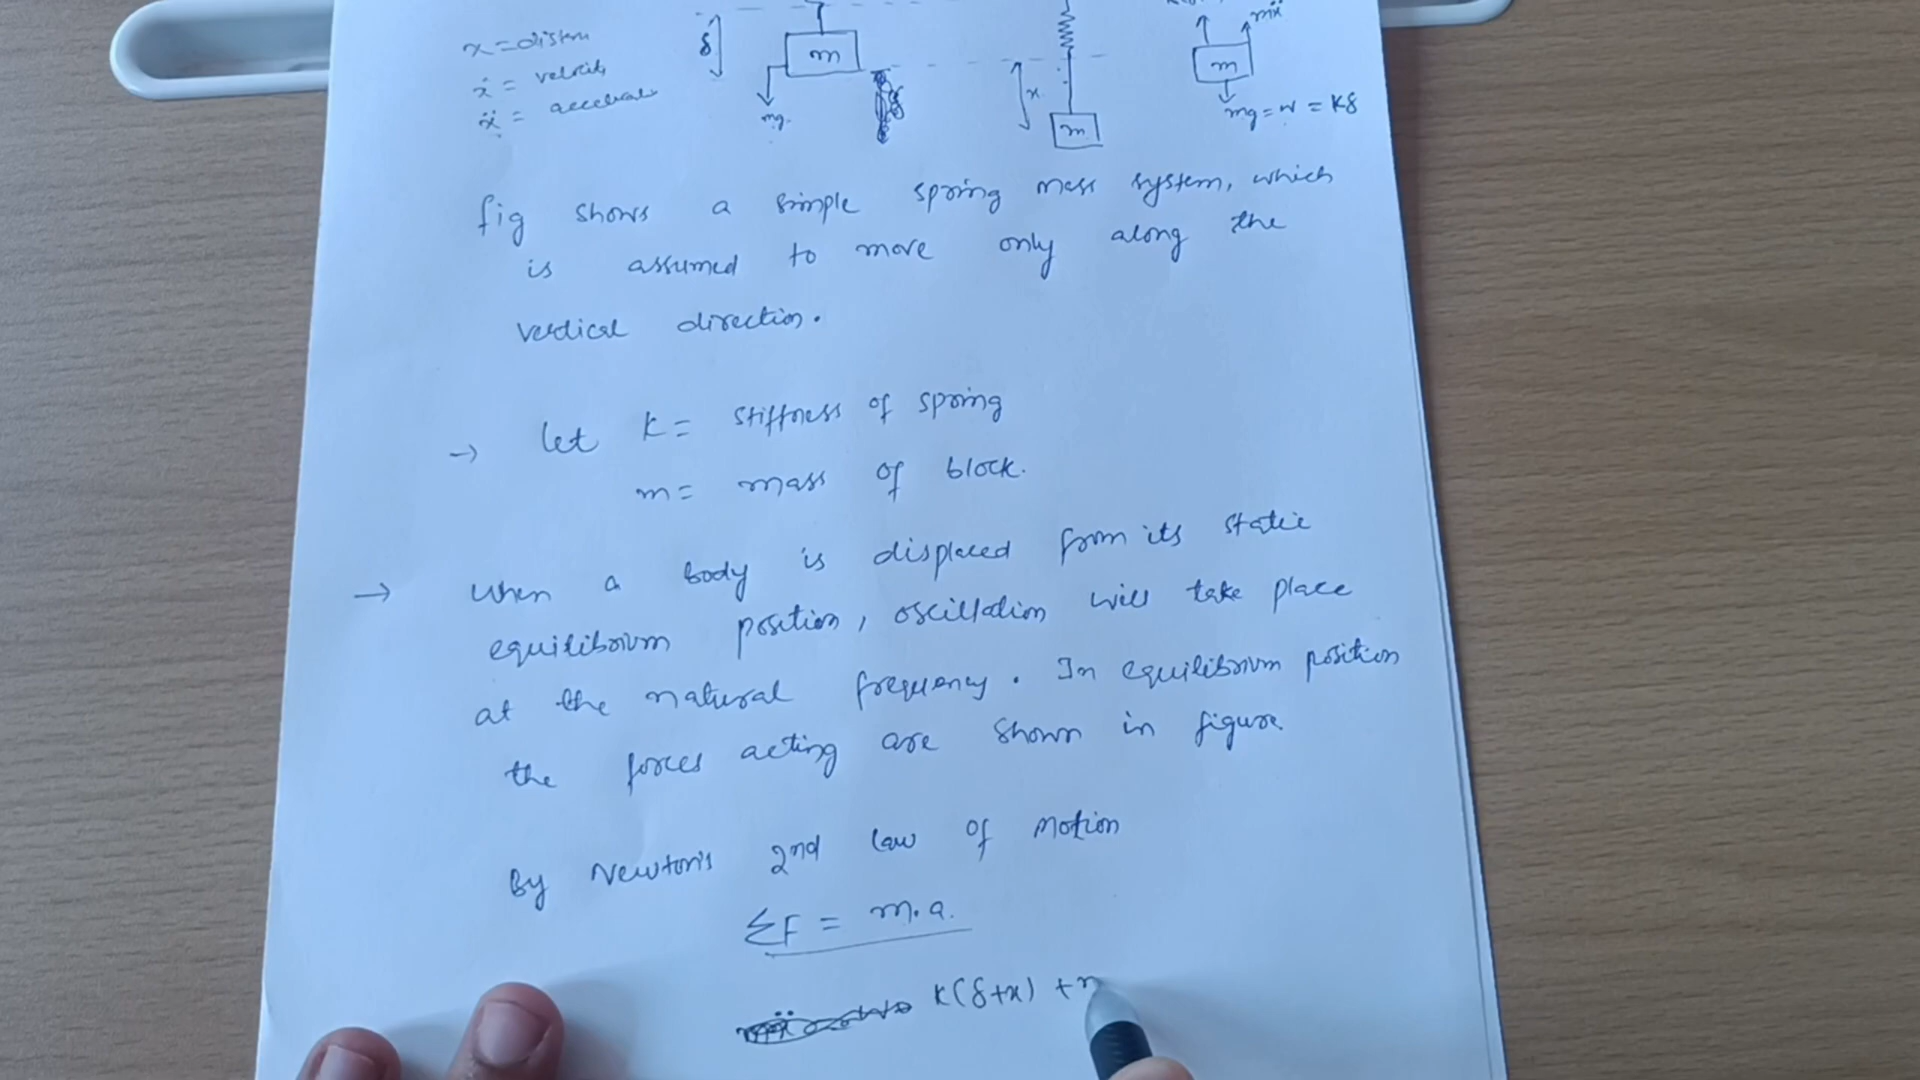 x =
δ
m
mg.
x
m
mẍ
m
mg = w = kδ
ẋ = velocity
ẍ =
fig shows a simple spring mass system, which
is assumed to move only along the
vertical direction.
→ let k = stiffness of spring
m = mass of block.
→ when a body is displaced from its static
equilibrium position, oscillation will take place
at the natural frequency. In equilibrium position
the forces acting are shown in figure.
By Newton's 2nd law of Motion
ΣF = m.a.
k(δ+x) +